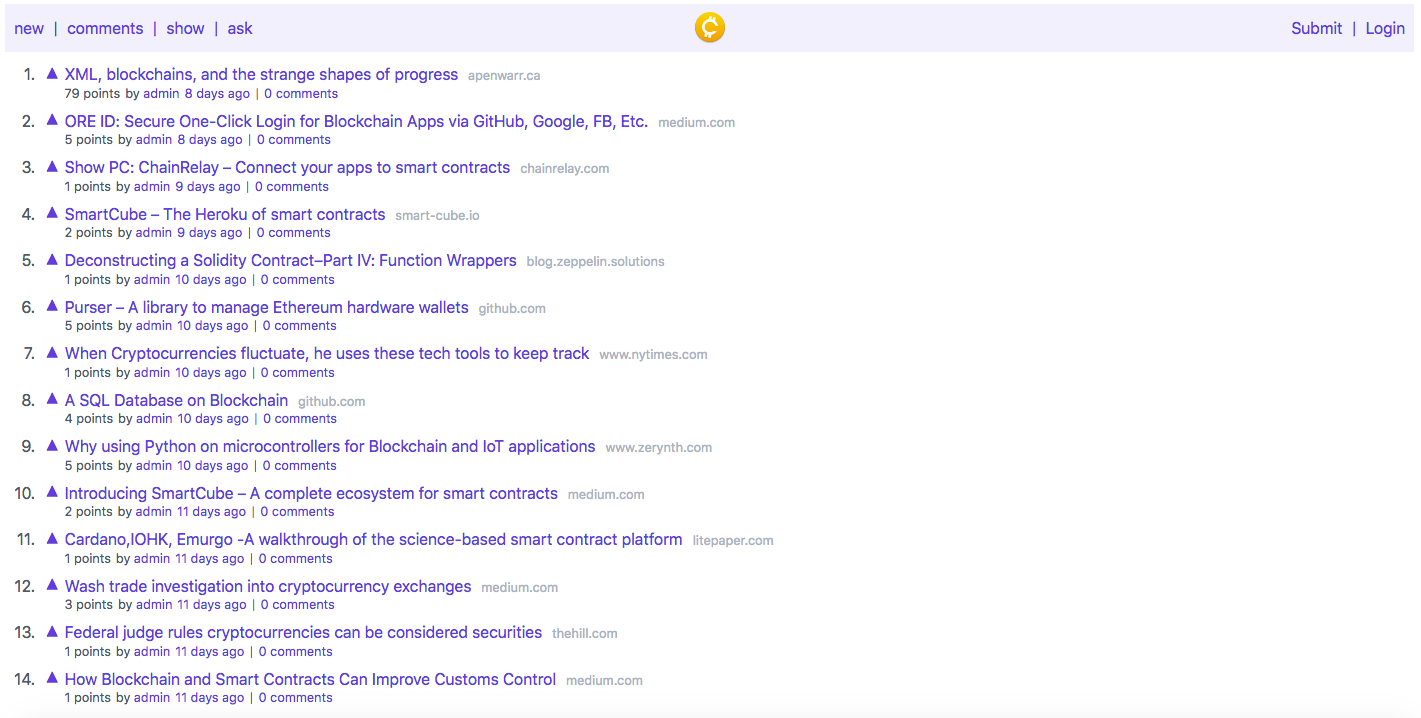 new | comments | show | ask Submit | Login
1. ▲ XML, blockchains, and the strange shapes of progress apenwarr.ca
79 points by admin 8 days ago | 0 comments
2. ▲ ORE ID: Secure One-Click Login for Blockchain Apps via GitHub, Google, FB, Etc. medium.com
5 points by admin 8 days ago | 0 comments
3. ▲ Show PC: ChainRelay – Connect your apps to smart contracts chainrelay.com
1 points by admin 9 days ago | 0 comments
4. ▲ SmartCube – The Heroku of smart contracts smart-cube.io
2 points by admin 9 days ago | 0 comments
5. ▲ Deconstructing a Solidity Contract–Part IV: Function Wrappers blog.zeppelin.solutions
1 points by admin 10 days ago | 0 comments
6. ▲ Purser – A library to manage Ethereum hardware wallets github.com
5 points by admin 10 days ago | 0 comments
7. ▲ When Cryptocurrencies fluctuate, he uses these tech tools to keep track www.nytimes.com
1 points by admin 10 days ago | 0 comments
8. ▲ A SQL Database on Blockchain github.com
4 points by admin 10 days ago | 0 comments
9. ▲ Why using Python on microcontrollers for Blockchain and IoT applications www.zerynth.com
5 points by admin 10 days ago | 0 comments
10. ▲ Introducing SmartCube – A complete ecosystem for smart contracts medium.com
2 points by admin 11 days ago | 0 comments
11. ▲ Cardano,IOHK, Emurgo -A walkthrough of the science-based smart contract platform litepaper.com
1 points by admin 11 days ago | 0 comments
12. ▲ Wash trade investigation into cryptocurrency exchanges medium.com
3 points by admin 11 days ago | 0 comments
13. ▲ Federal judge rules cryptocurrencies can be considered securities thehill.com
1 points by admin 11 days ago | 0 comments
14. ▲ How Blockchain and Smart Contracts Can Improve Customs Control medium.com
1 points by admin 11 days ago | 0 comments